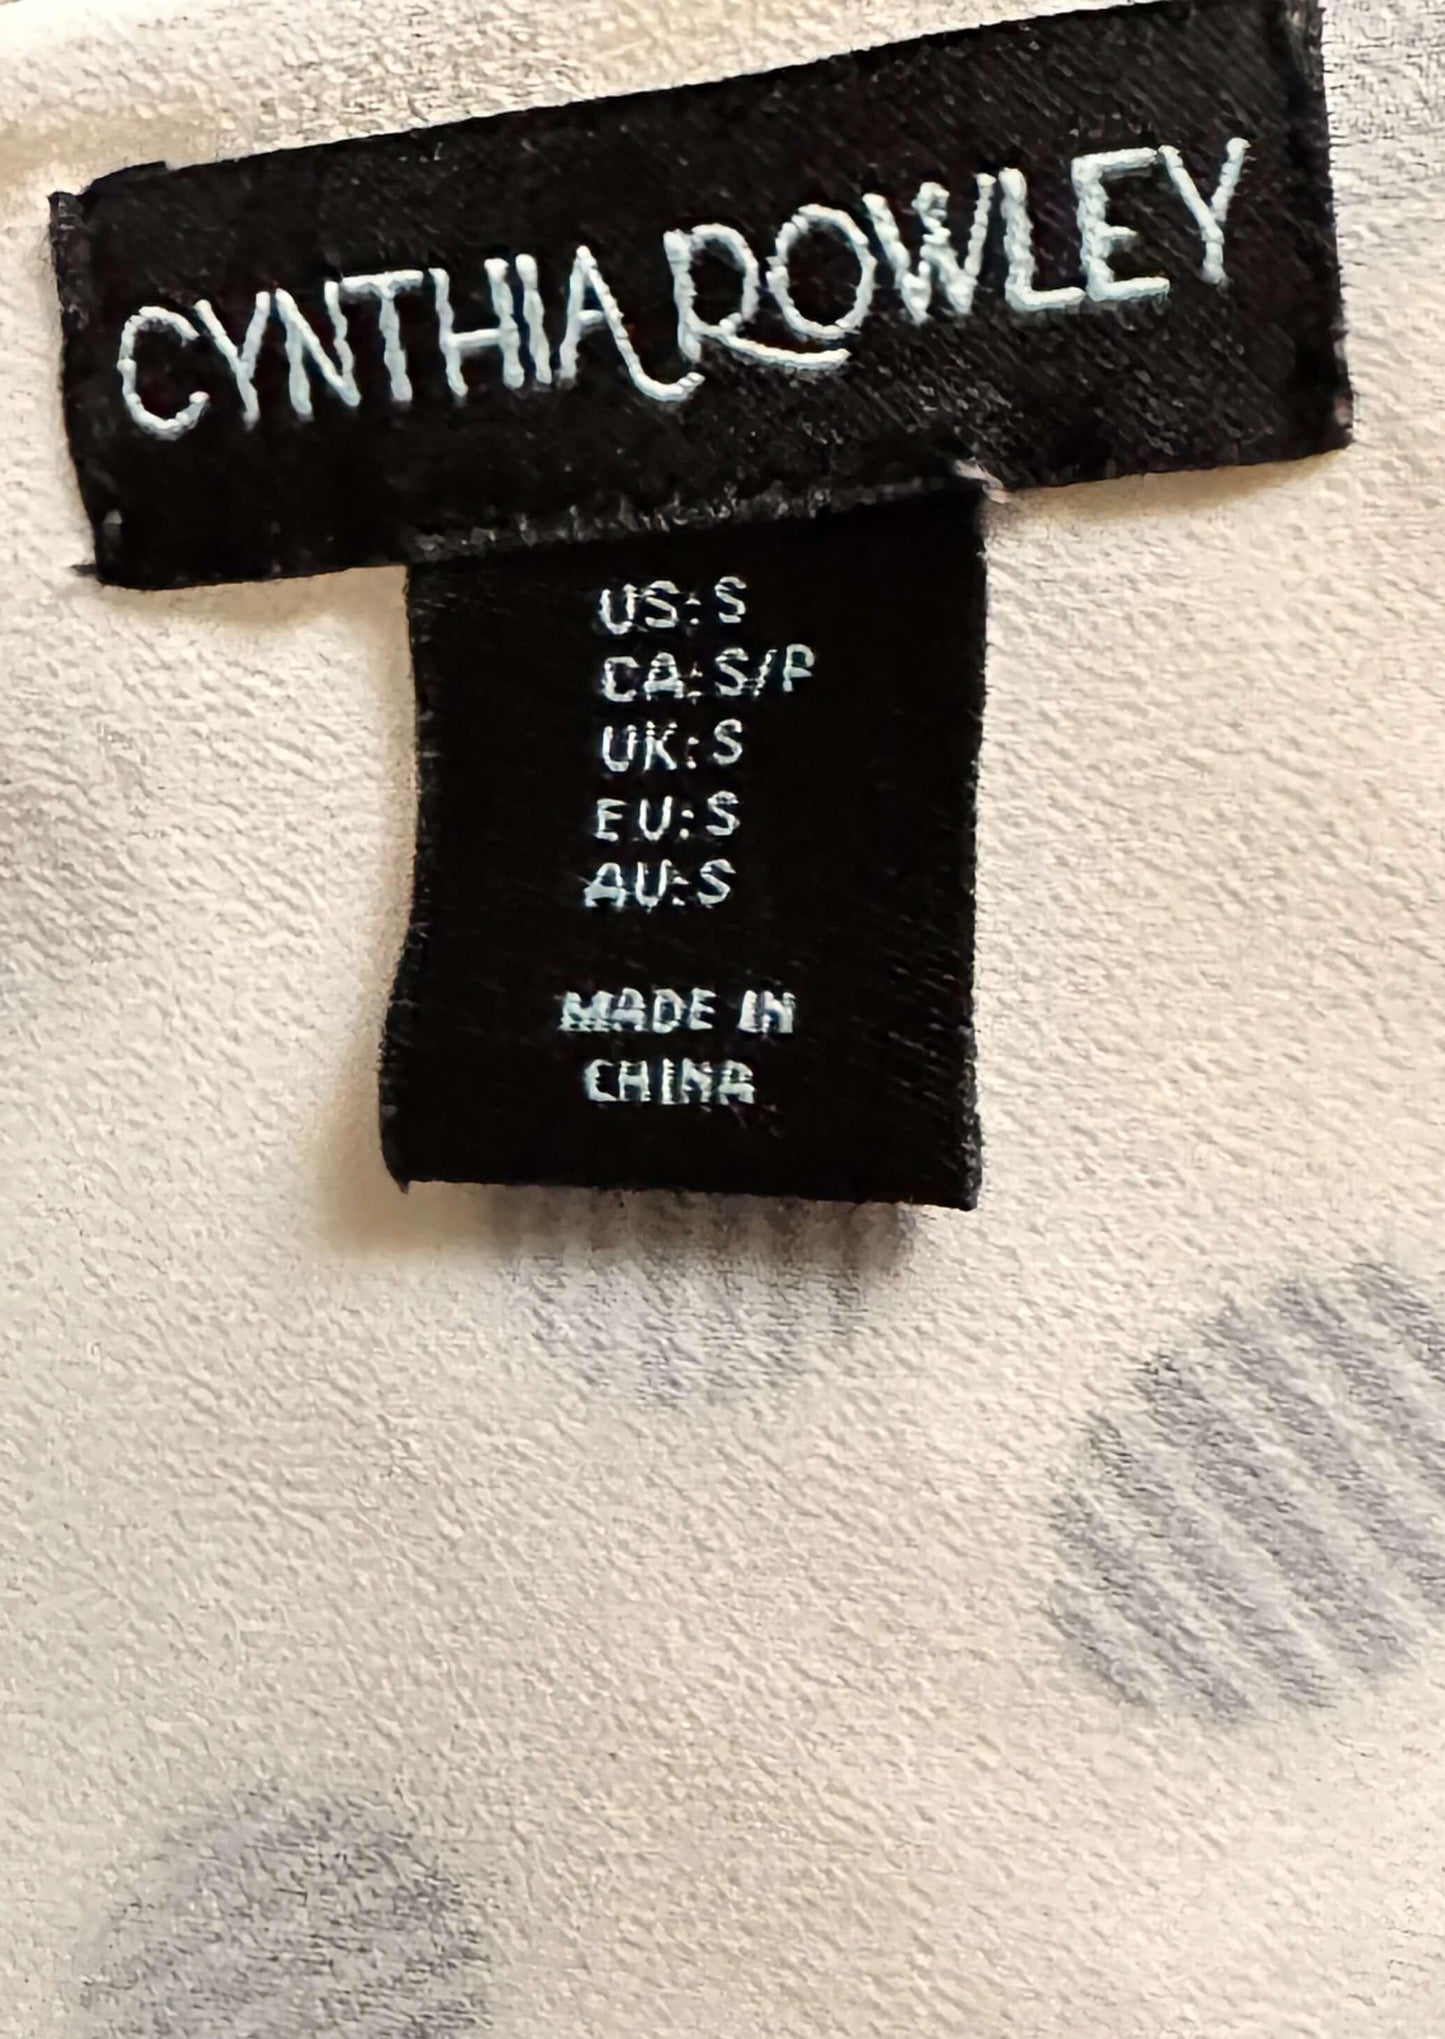 CYNTHIA ROWLEY
US: S
CA: S/P
UK: S
EU: S
AU: S
MADE IN
CHINA